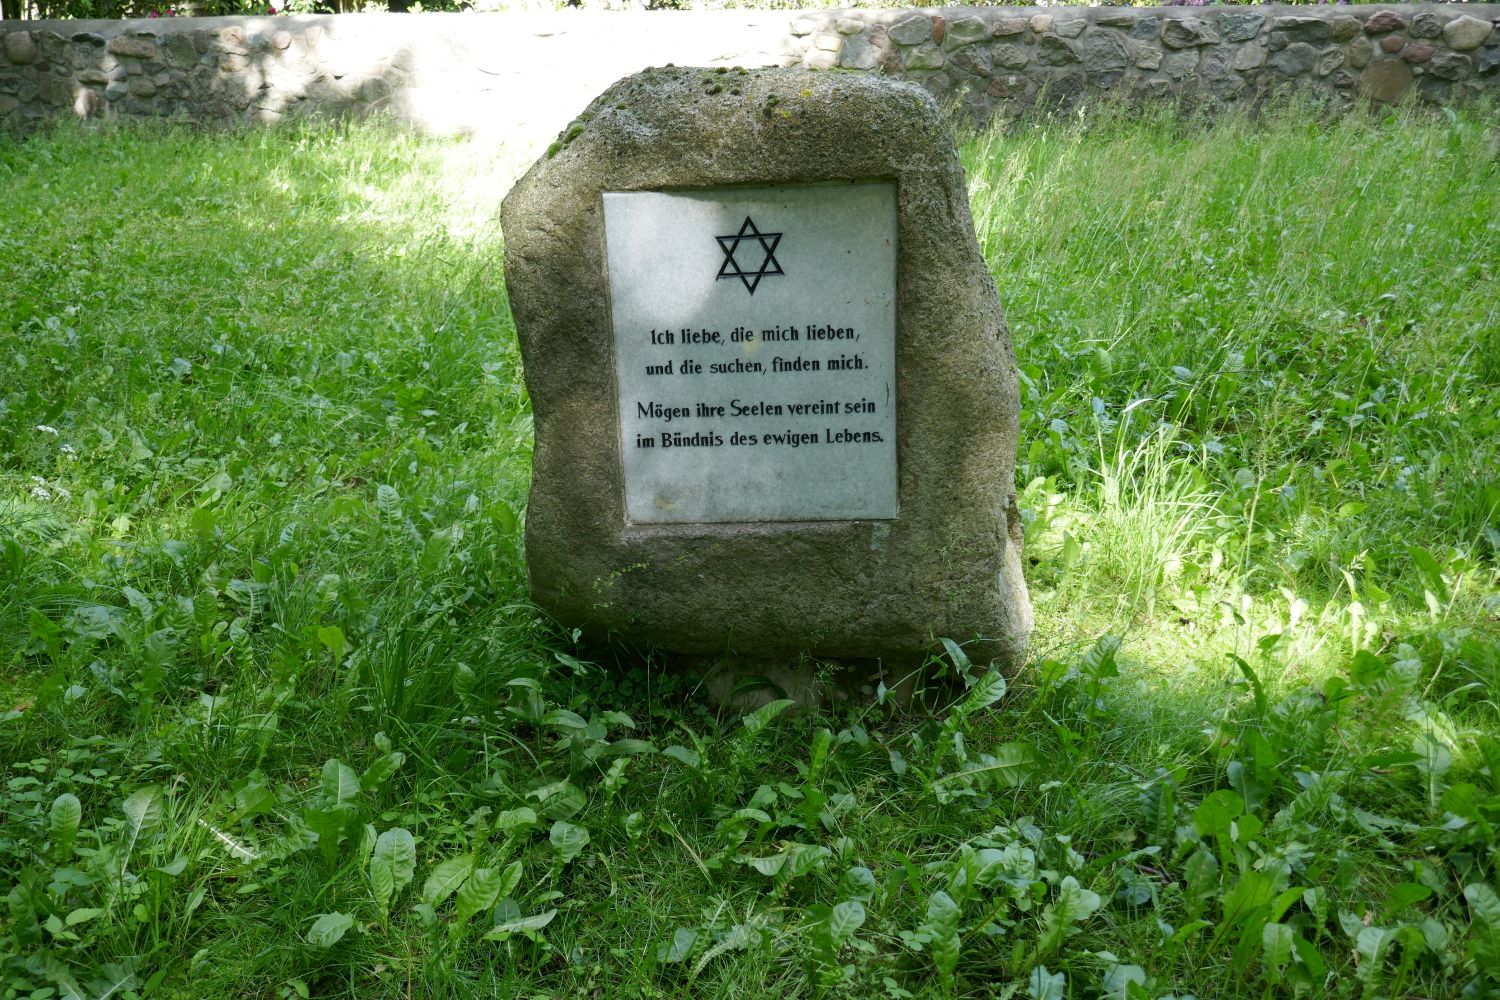 Ich liebe, die mich lieben,
und die suchen, finden mich.
Mögen ihre Seelen vereint sein
im Bündnis des ewigen Lebens.